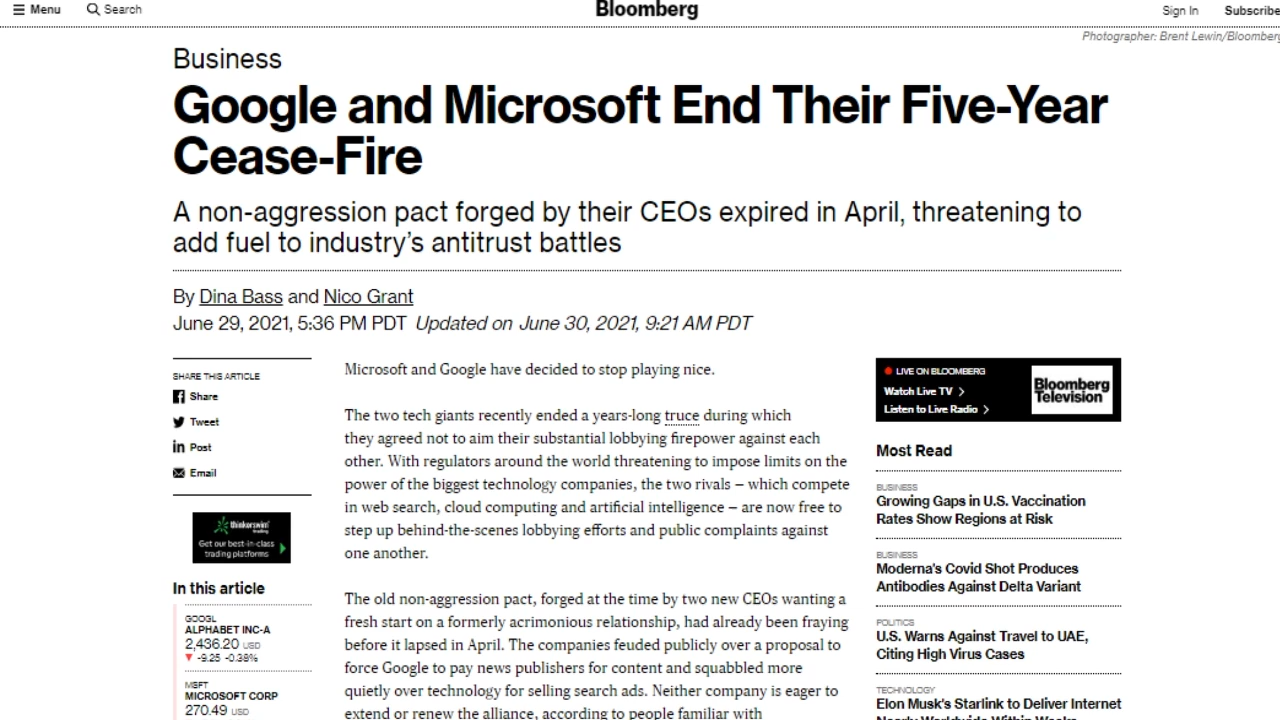 Menu
Search
Bloomberg
Sign In
Subscribe
Photographer: Brent Lewin/Bloomberg
Business
Google and Microsoft End Their Five-Year
Cease-Fire
A non-aggression pact forged by their CEOs expired in April, threatening to
add fuel to industry's antitrust battles
By Dina Bass and Nico Grant
June 29, 2021, 5:36 PM PDT Updated on June 30, 2021, 9:21 AM PDT
SHARE THIS ARTICLE
Share
Tweet
Post
Email
thinkorswim
trading
Get our best-in-class
trading platforms
In this article
GOOGL
ALPHABET INC-A
2,436.20 USD
▼ -9.25 -0.38%
MSFT
MICROSOFT CORP
270.49 USD
Microsoft and Google have decided to stop playing nice.
The two tech giants recently ended a years-long truce during which
they agreed not to aim their substantial lobbying firepower against each
other. With regulators around the world threatening to impose limits on the
power of the biggest technology companies, the two rivals – which compete
in web search, cloud computing and artificial intelligence – are now free to
step up behind-the-scenes lobbying efforts and public complaints against
one another.
The old non-aggression pact, forged at the time by two new CEOs wanting a
fresh start on a formerly acrimonious relationship, had already been fraying
before it lapsed in April. The companies feuded publicly over a proposal to
force Google to pay news publishers for content and squabbled more
quietly over technology for selling search ads. Neither company is eager to
extend or renew the alliance, according to people familiar with
LIVE ON BLOOMBERG
Watch Live TV >
Listen to Live Radio >
Bloomberg
Television
Most Read
BUSINESS
Growing Gaps in U.S. Vaccination
Rates Show Regions at Risk
BUSINESS
Moderna's Covid Shot Produces
Antibodies Against Delta Variant
POLITICS
U.S. Warns Against Travel to UAE,
Citing High Virus Cases
TECHNOLOGY
Elon Musk's Starlink to Deliver Internet
Nearly Worldwide Within Weeks